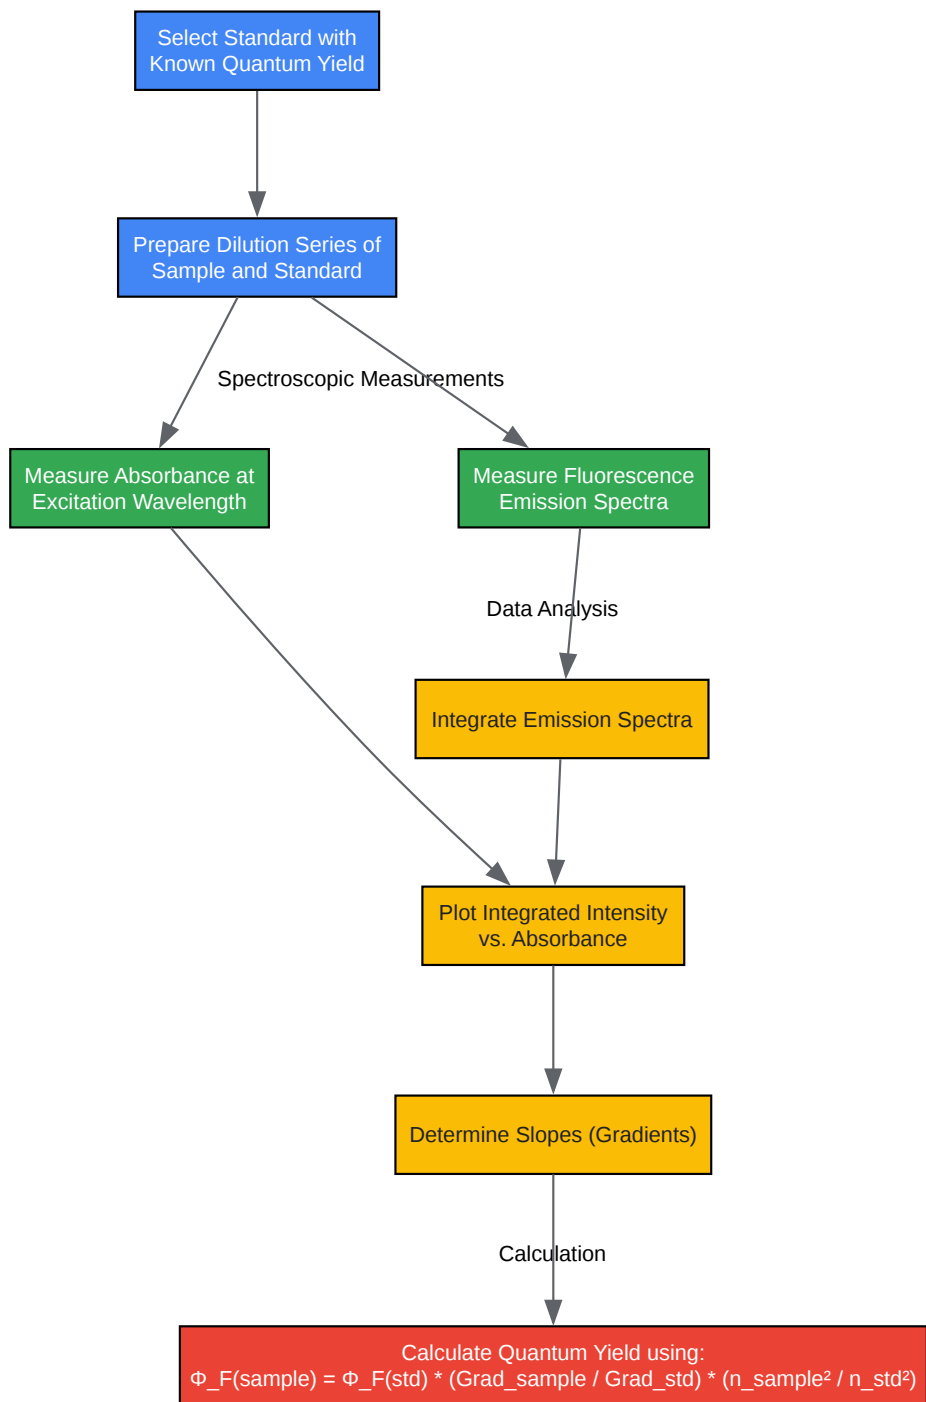 Select Standard with
Known Quantum Yield
Prepare Dilution Series of
Sample and Standard
Spectroscopic Measurements
Measure Absorbance at
Excitation Wavelength
Measure Fluorescence
Emission Spectra
Data Analysis
Integrate Emission Spectra
Plot Integrated Intensity
vs. Absorbance
Determine Slopes (Gradients)
Calculation
Calculate Quantum Yield using:
Φ_F(sample) = Φ_F(std) * (Grad_sample / Grad_std) * (n_sample² / n_std²)